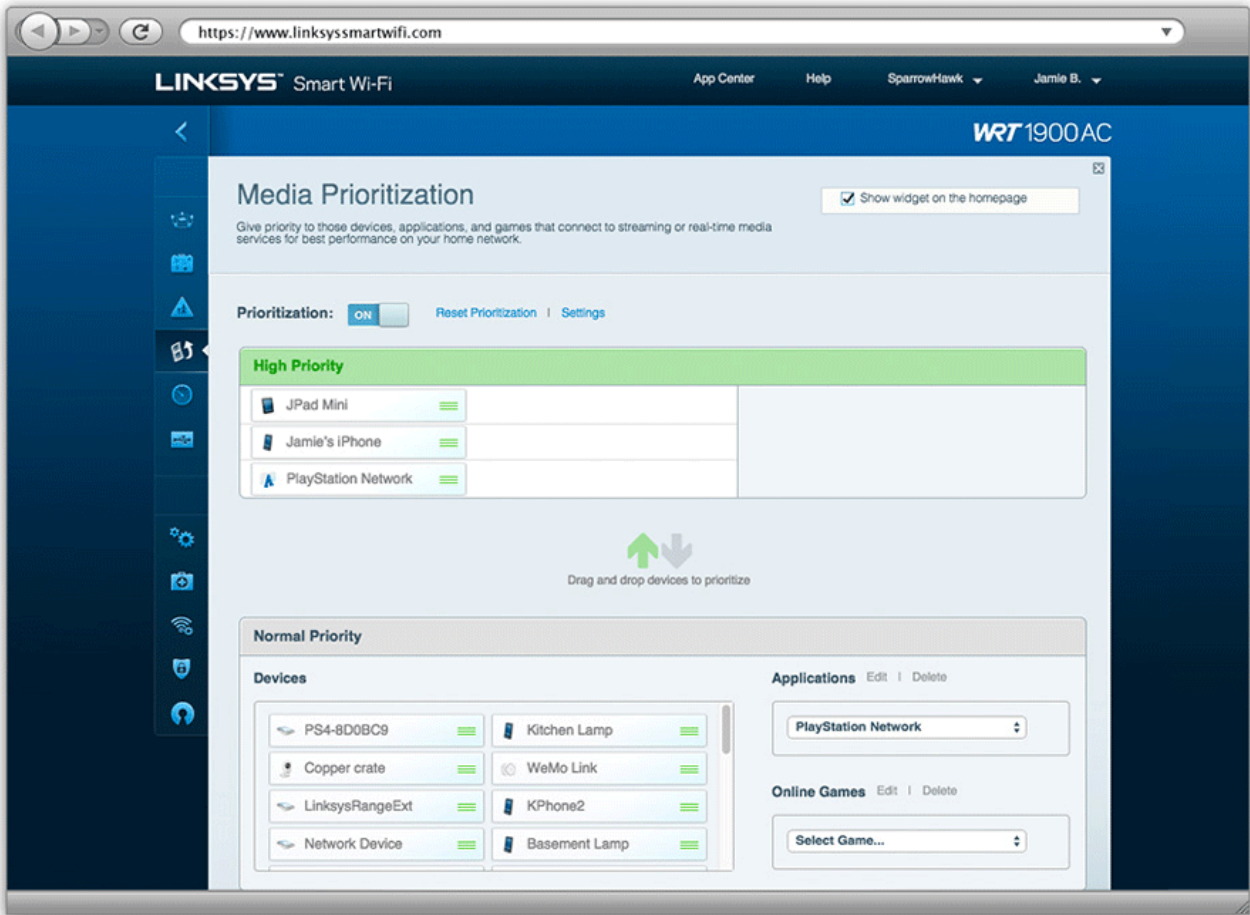 https://www.linksyssmartwifi.com
LINKSYS™ Smart Wi-Fi
App Center Help SparrowHawk Jamie B.
WRT 1900 AC
Media Prioritization
Show widget on the homepage
Give priority to those devices, applications, and games that connect to streaming or real-time media
services for best performance on your home network.
Prioritization: ON Reset Prioritization | Settings
High Priority
JPad Mini
Jamie's iPhone
PlayStation Network
Drag and drop devices to prioritize
Normal Priority
Devices
PS4-8D0BC9 Kitchen Lamp
Copper crate WeMo Link
LinksysRangeExt KPhone2
Network Device Basement Lamp
Applications Edit | Delete
PlayStation Network
Online Games Edit | Delete
Select Game...